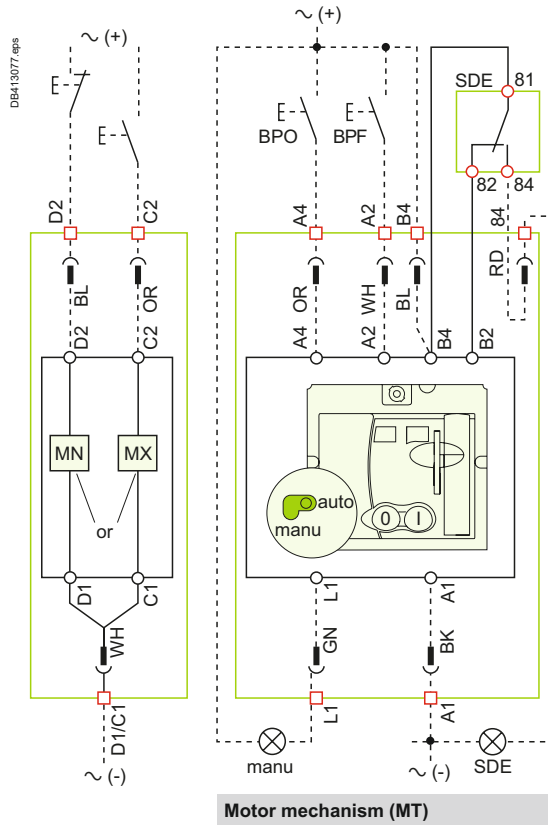 DB413077.eps
∼ (+)
D2
C2
BL
OR
D2
C2
MN
MX
or
D1
C1
WH
D1/C1
∼ (-)
∼ (+)
BPO
BPF
SDE
81
82
84
A4
A2
B4
84
OR
WH
BL
RD
A4
A2
B4
B2
auto
manu
0
I
L1
A1
GN
BK
L1
A1
manu
∼ (-)
SDE
Motor mechanism (MT)